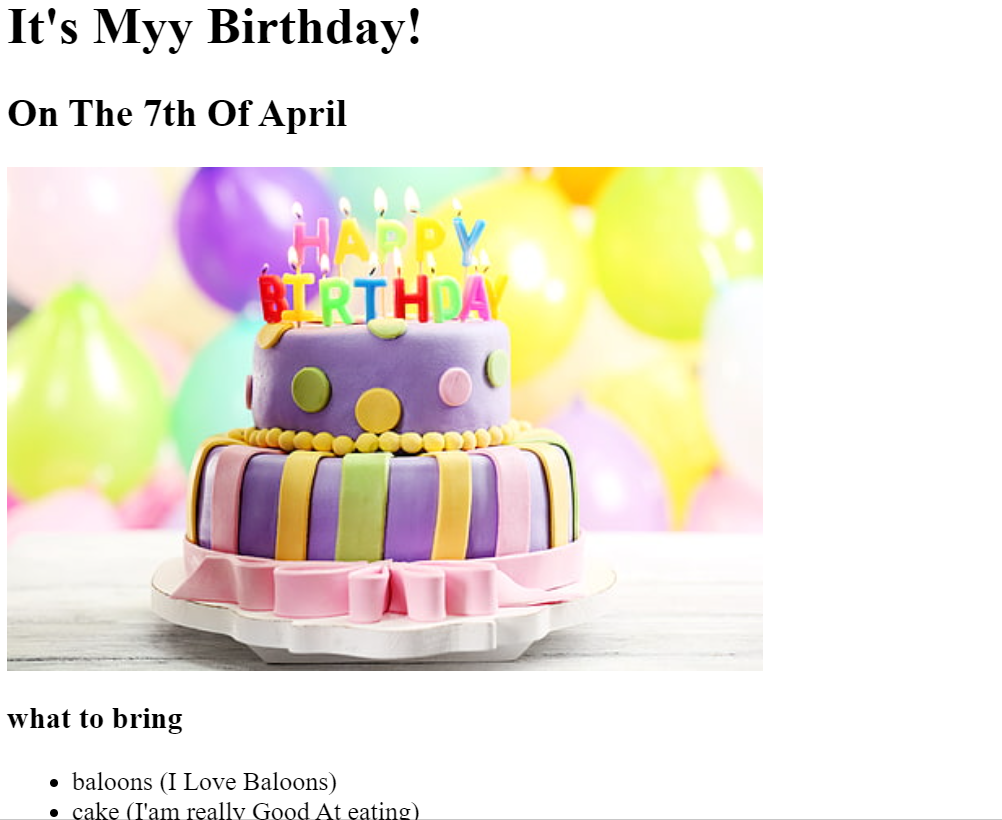 It's Myy Birthday!
On The 7th Of April
HAPPY
BIRTHDAY
what to bring
baloons (I Love Baloons)
cake (I'am really Good At eating)